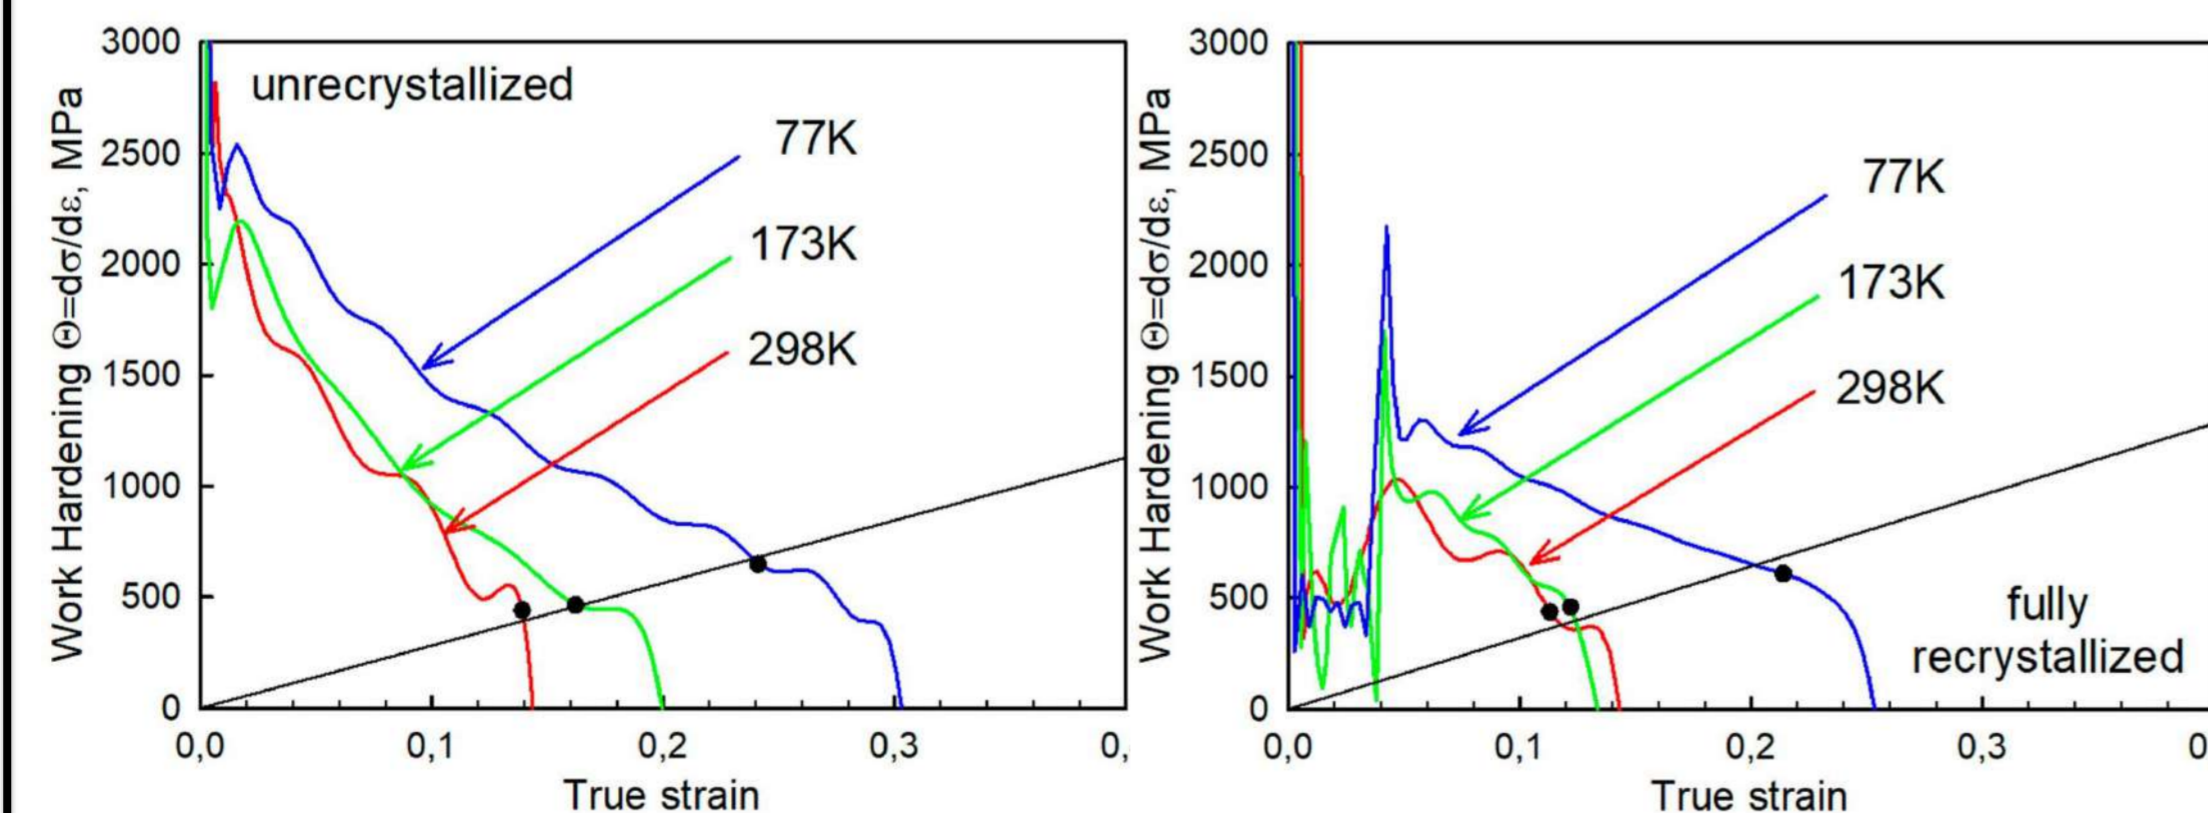 3000
2500
2000
1500
1000
500
0
Work Hardening Θ=dσ/dε, MPa
unrecrystallized
77K
173K
298K
0,0
0,1
0,2
0,3
0,
True strain
3000
2500
2000
1500
1000
500
0
Work Hardening Θ=dσ/dε, MPa
77K
173K
298K
fully
recrystallized
0,0
0,1
0,2
0,3
0
True strain